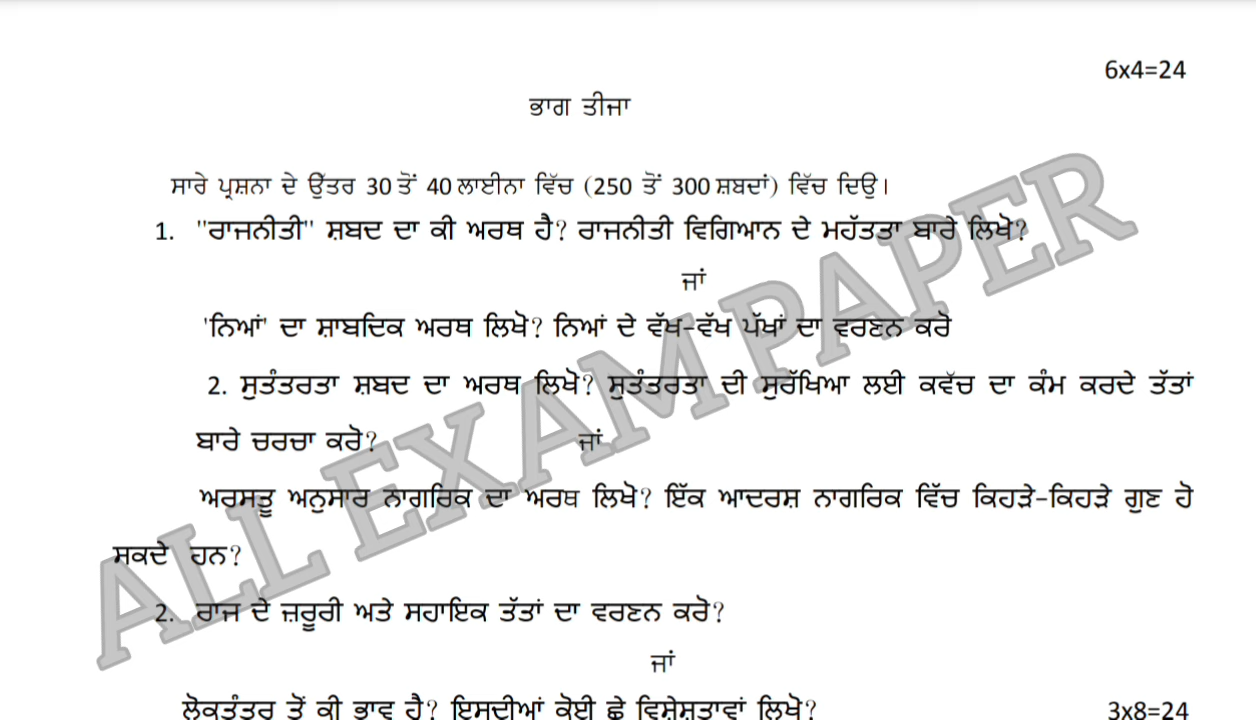 6x4=24
ਭਾਗ ਤੀਜਾ
ਸਾਰੇ ਪ੍ਰਸ਼ਨਾ ਦੇ ਉੱਤਰ 30 ਤੋਂ 40 ਲਾਈਨਾ ਵਿੱਚ (250 ਤੋਂ 300 ਸ਼ਬਦਾਂ) ਵਿੱਚ ਦਿਉ।
1. "ਰਾਜਨੀਤੀ" ਸ਼ਬਦ ਦਾ ਕੀ ਅਰਥ ਹੈ? ਰਾਜਨੀਤੀ ਵਿਗਿਆਨ ਦੇ ਮਹੱਤਤਾ ਬਾਰੇ ਲਿਖੋ?
ਜਾਂ
'ਨਿਆਂ' ਦਾ ਸ਼ਾਬਦਿਕ ਅਰਥ ਲਿਖੋ? ਨਿਆਂ ਦੇ ਵੱਖ-ਵੱਖ ਪੱਖਾਂ ਦਾ ਵਰਣਨ ਕਰੋ
2. ਸੁਤੰਤਰਤਾ ਸ਼ਬਦ ਦਾ ਅਰਥ ਲਿਖੋ? ਸੁਤੰਤਰਤਾ ਦੀ ਸੁਰੱਖਿਆ ਲਈ ਕਵੱਚ ਦਾ ਕੰਮ ਕਰਦੇ ਤੱਤਾਂ
ਬਾਰੇ ਚਰਚਾ ਕਰੋ? ਜਾਂ
ਅਰਸਤੂ ਅਨੁਸਾਰ ਨਾਗਰਿਕ ਦਾ ਅਰਥ ਲਿਖੋ? ਇੱਕ ਆਦਰਸ਼ ਨਾਗਰਿਕ ਵਿੱਚ ਕਿਹੜੇ-ਕਿਹੜੇ ਗੁਣ ਹੋ
ਸਕਦੇ ਹਨ?
2. ਰਾਜ ਦੇ ਜ਼ਰੂਰੀ ਅਤੇ ਸਹਾਇਕ ਤੱਤਾਂ ਦਾ ਵਰਣਨ ਕਰੋ?
ਜਾਂ
ਲੋਕਤੰਤਰ ਤੋਂ ਕੀ ਭਾਵ ਹੈ? ਇਸਦੀਆਂ ਕੋਈ ਛੇ ਵਿਸ਼ੇਸ਼ਤਾਵਾਂ ਲਿਖੋ? 3x8=24
ALL EXAM PAPER